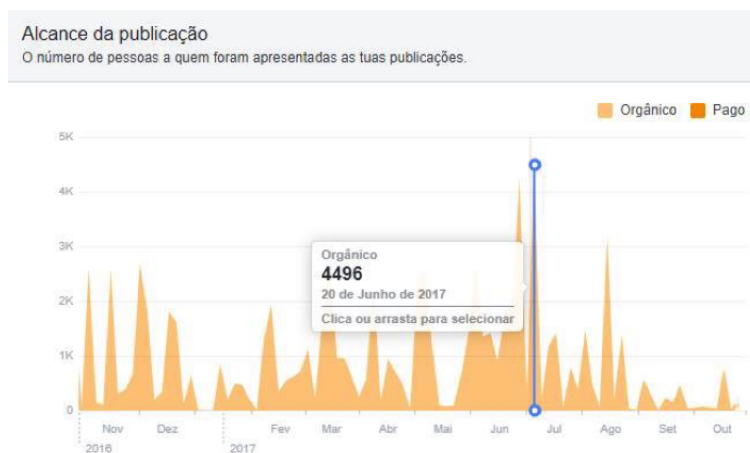 Alcance da publicação
O número de pessoas a quem foram apresentadas as tuas publicações.
Orgânico Pago
5K
4K
3K
Orgânico
4496
20 de Junho de 2017
Clica ou arrasta para selecionar
2K
1K
0
Nov Dez Fev Mar Abr Mai Jun Jul Ago Set Out
2016 2017